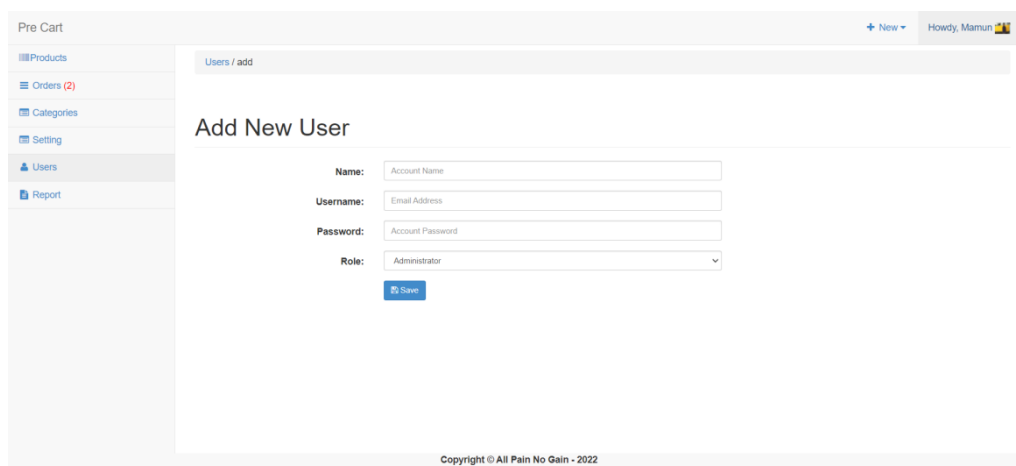 Pre Cart
+ New
Howdy, Mamun
Products
Orders (2)
Categories
Setting
Users
Report
Users / add
Add New User
Name: Account Name
Username: Email Address
Password: Account Password
Role: Administrator
Save
Copyright © All Pain No Gain - 2022